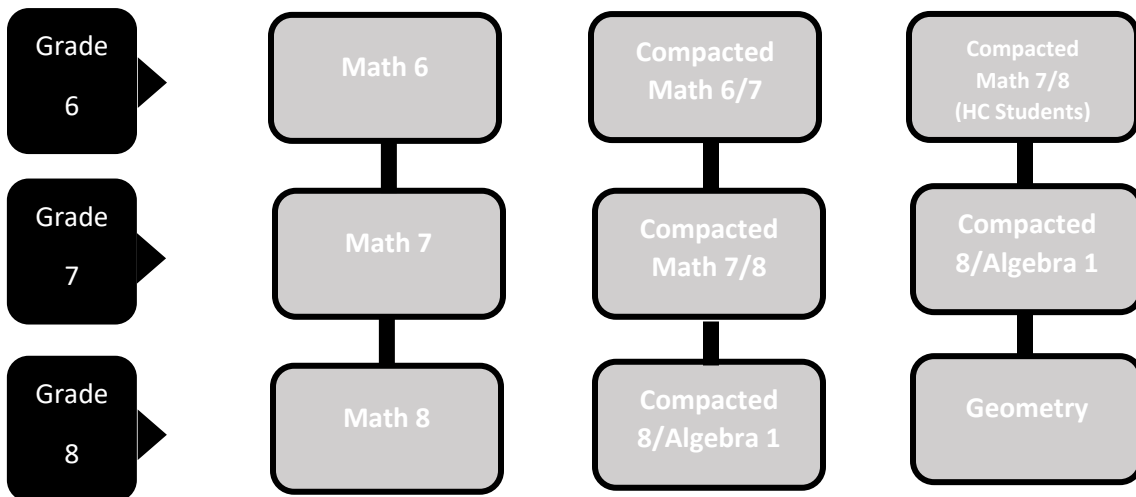 Grade
6
Math 6
Compacted
Math 6/7
Compacted
Math 7/8
(HC Students)
Grade
7
Math 7
Compacted
Math 7/8
Compacted
8/Algebra 1
Grade
8
Math 8
Compacted
8/Algebra 1
Geometry